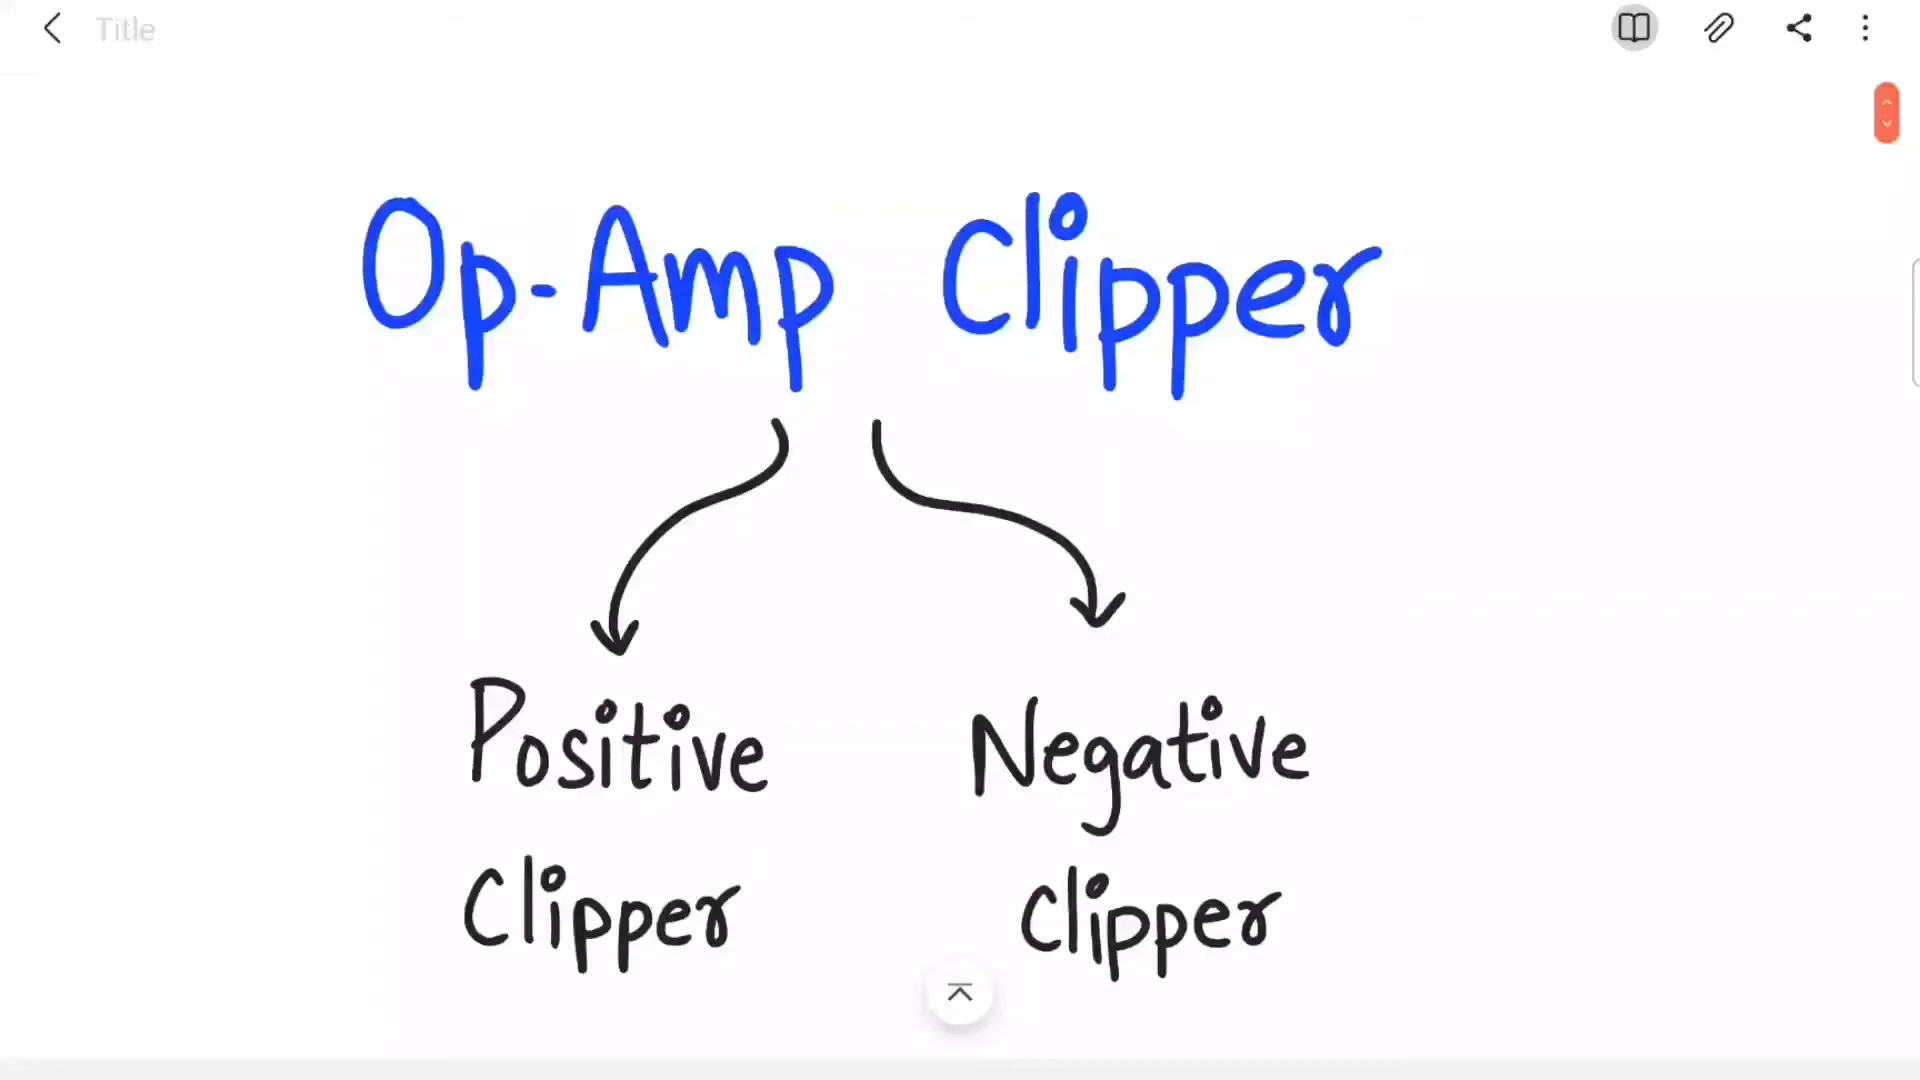 Title
Op-Amp Clipper
Positive
Clipper
Negative
Clipper